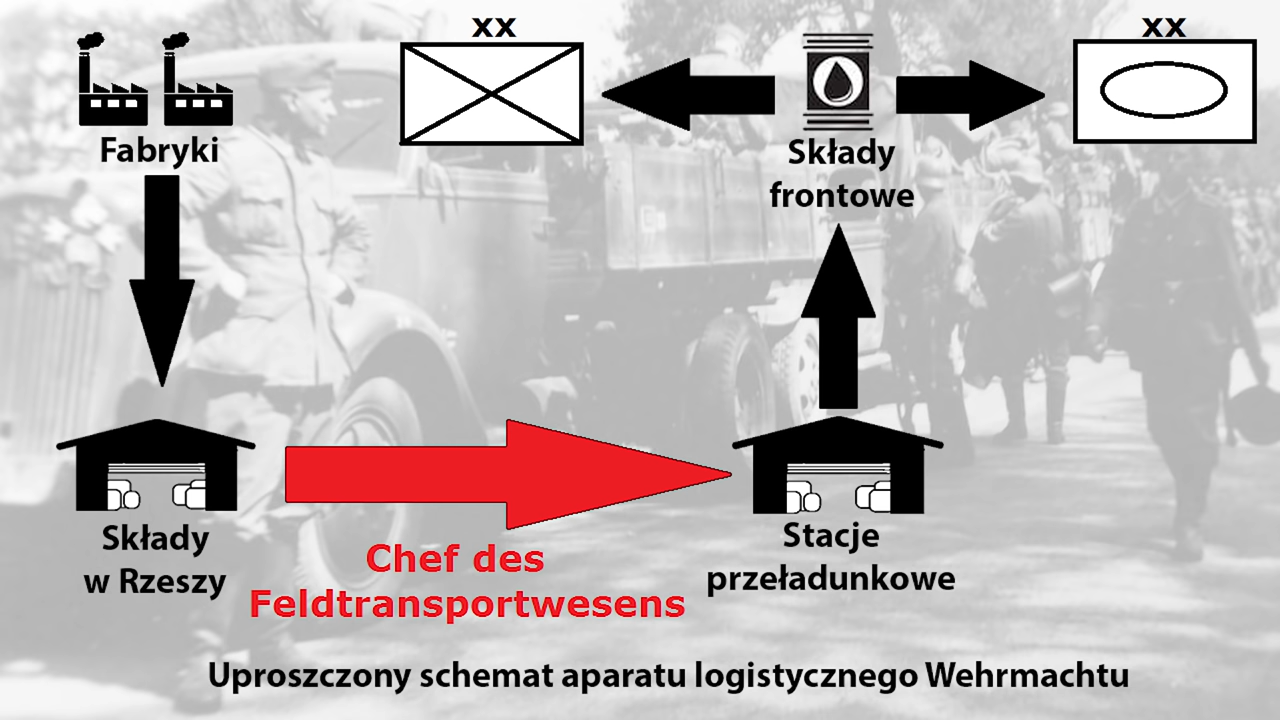 xx
xx
Fabryki
Składy
frontowe
Składy
w Rzeszy
Chef des
Feldtransportwesens
Stacje
przeładunkowe
Uproszczony schemat aparatu logistycznego Wehrmachtu